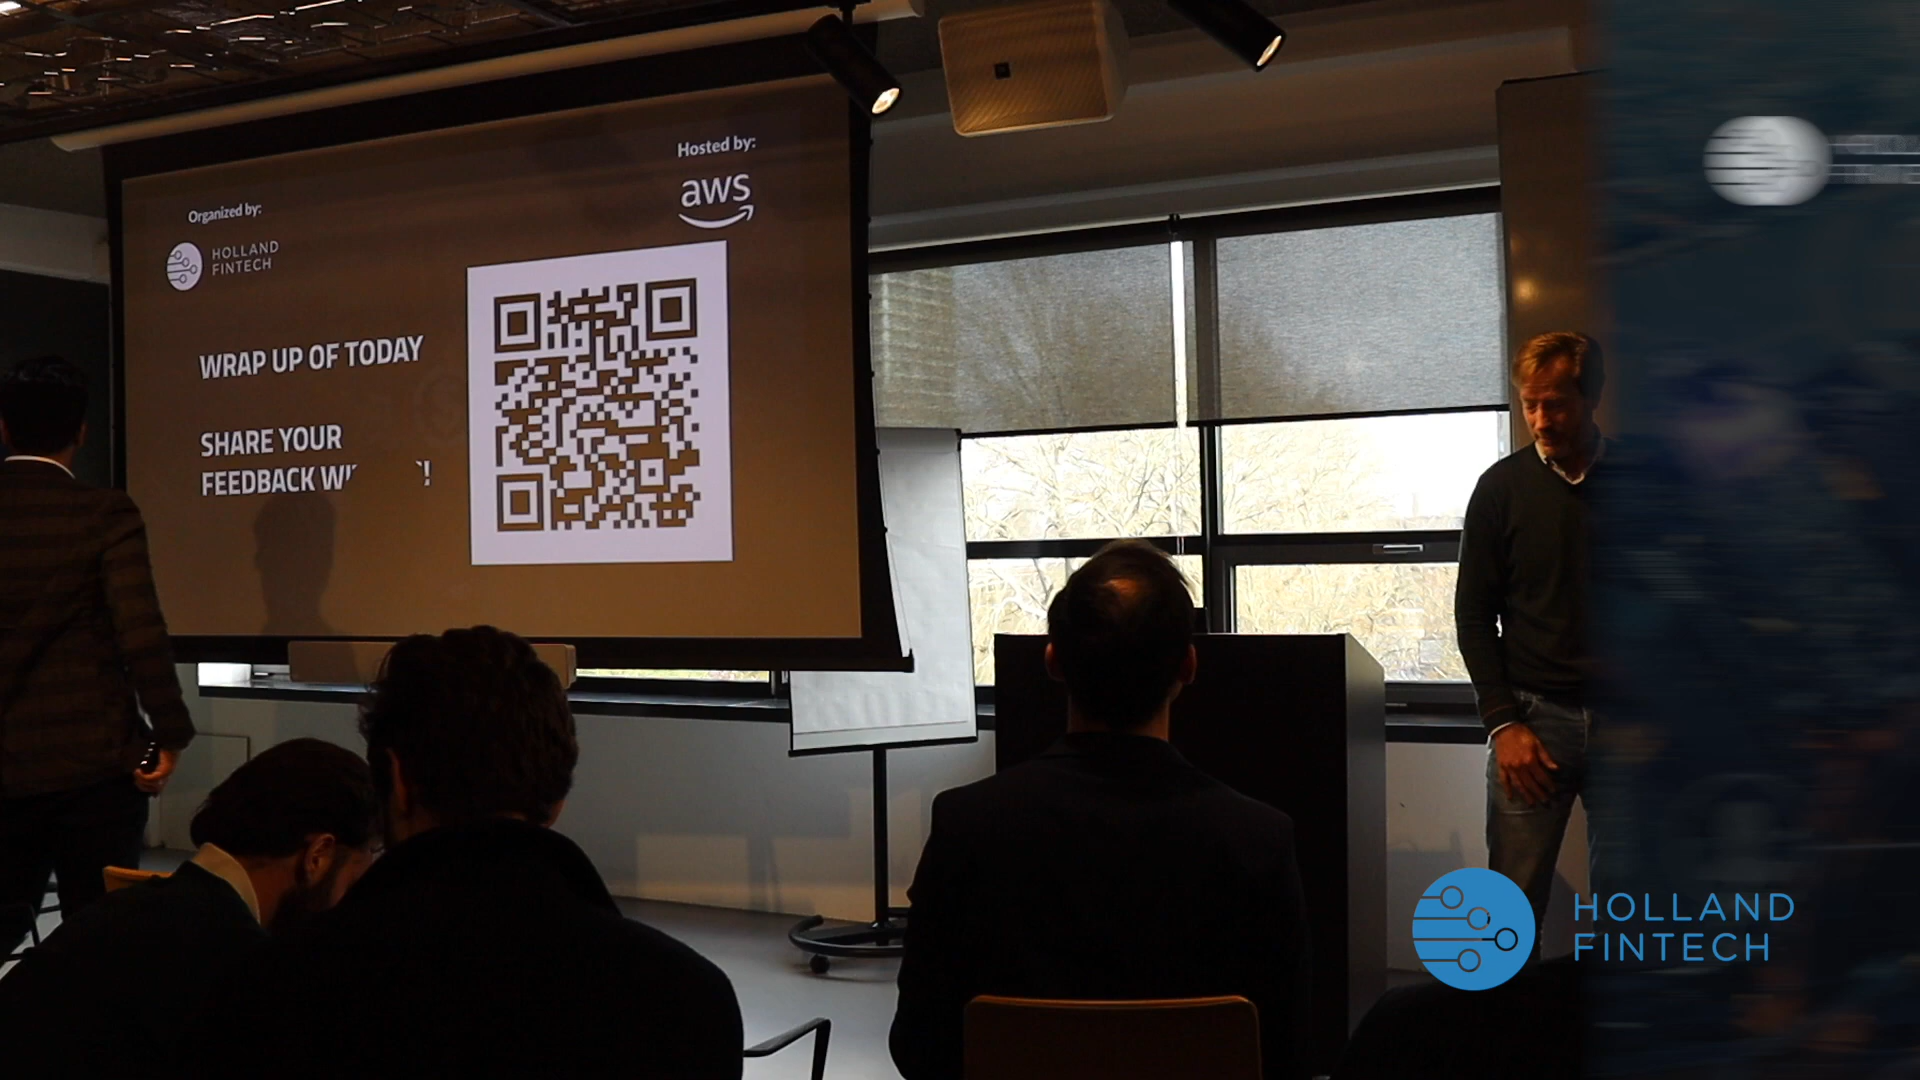 Hosted by:
aws
Organized by:
HOLLAND
FINTECH
WRAP UP OF TODAY
SHARE YOUR
FEEDBACK
HOLLAND
FINTECH